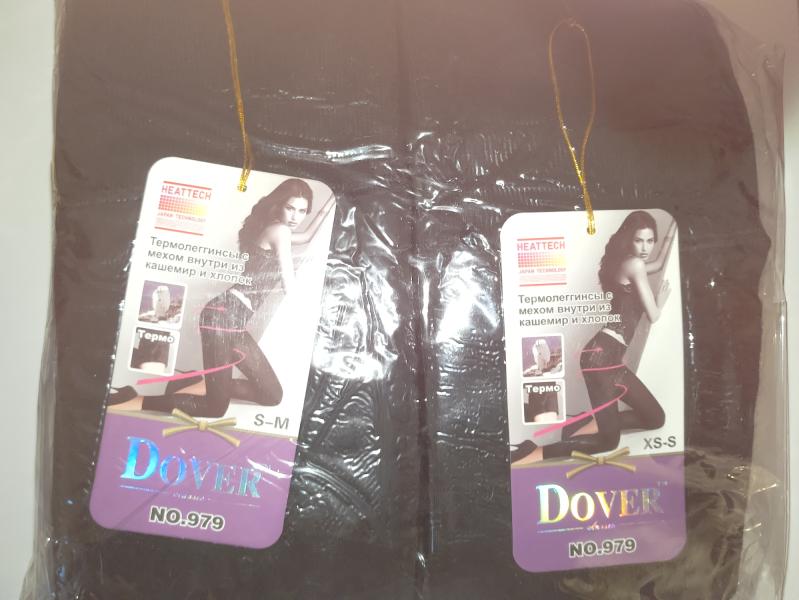 HEATTECH
JAPAN TECHNOLOGY
Термолеггинсы с
мехом внутри из
кашемир и хлопок
Термо
S-M
DOVER
NO.979
HEATTECH
JAPAN TECHNOLOGY
Термолеггинсы с
мехом внутри из
кашемир и хлопок
Термо
XS-S
DOVER
NO.979